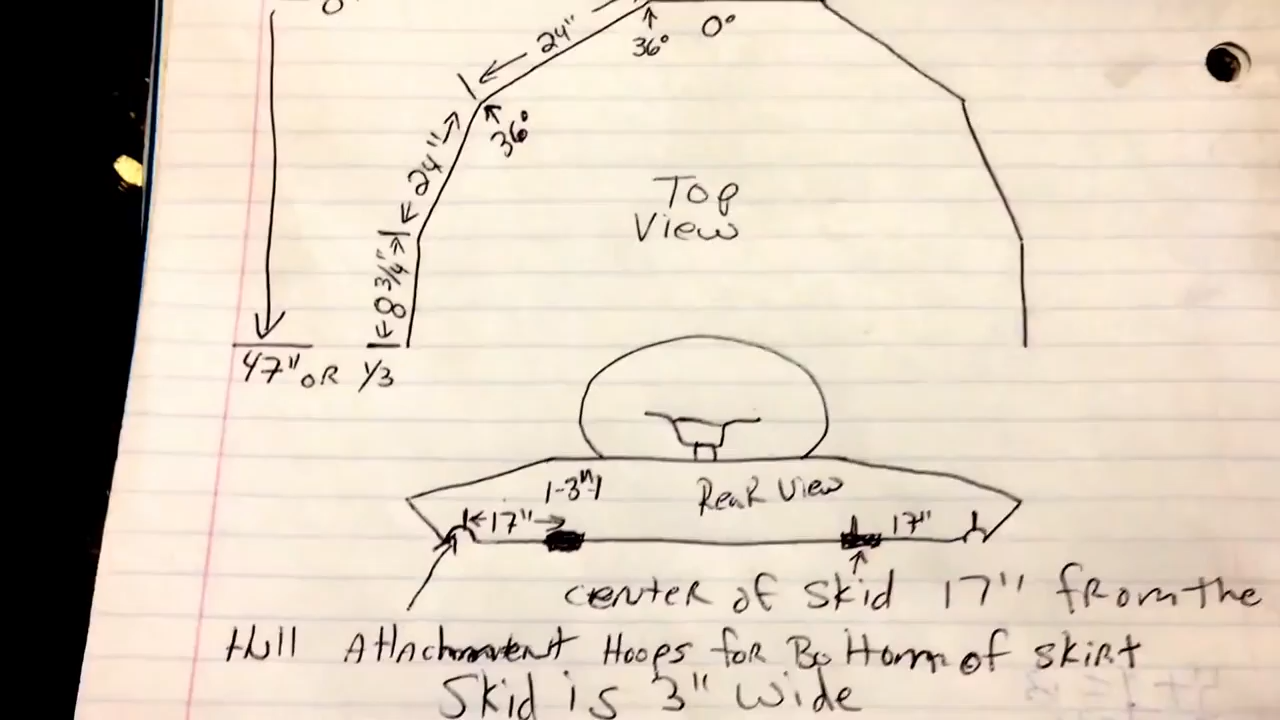 0°
24"
36°
0°
36°
24"
Top
View
8 3/4"
47" OR 1/3
3"
Rear View
17"
17"
center of skid 17" from the
Hull Attachment Hoops for Bottom of skirt
Skid is 3" wide